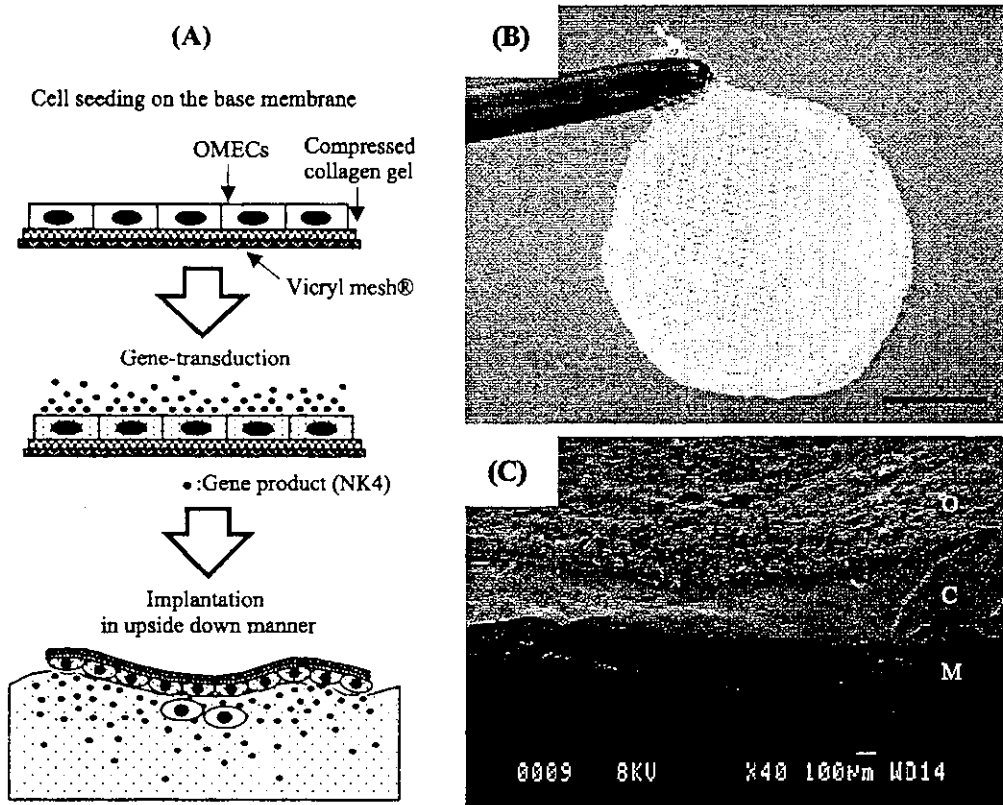 (A)
Cell seeding on the base membrane
OMECs
Compressed
collagen gel
Vicryl mesh®
Gene-transduction
•:Gene product (NK4)
Implantation
in upside down manner
(B)
(C)
O
C
M
0009 8KV X40 100µm WD14